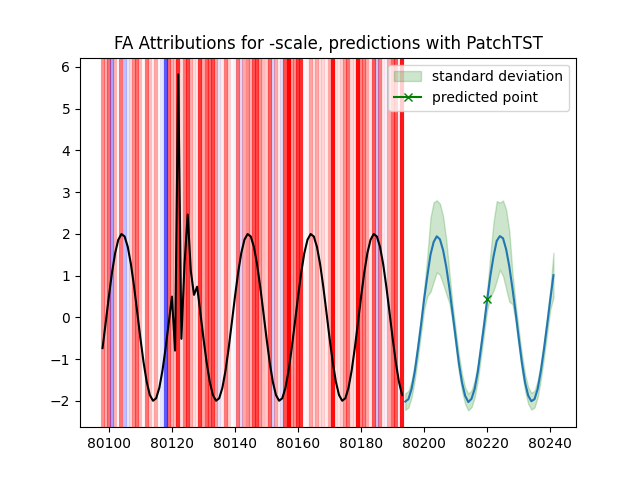 FA Attributions for -scale, predictions with PatchTST
standard deviation
predicted point
6
5
4
3
2
1
0
−1
−2
80100 80120 80140 80160 80180 80200 80220 80240